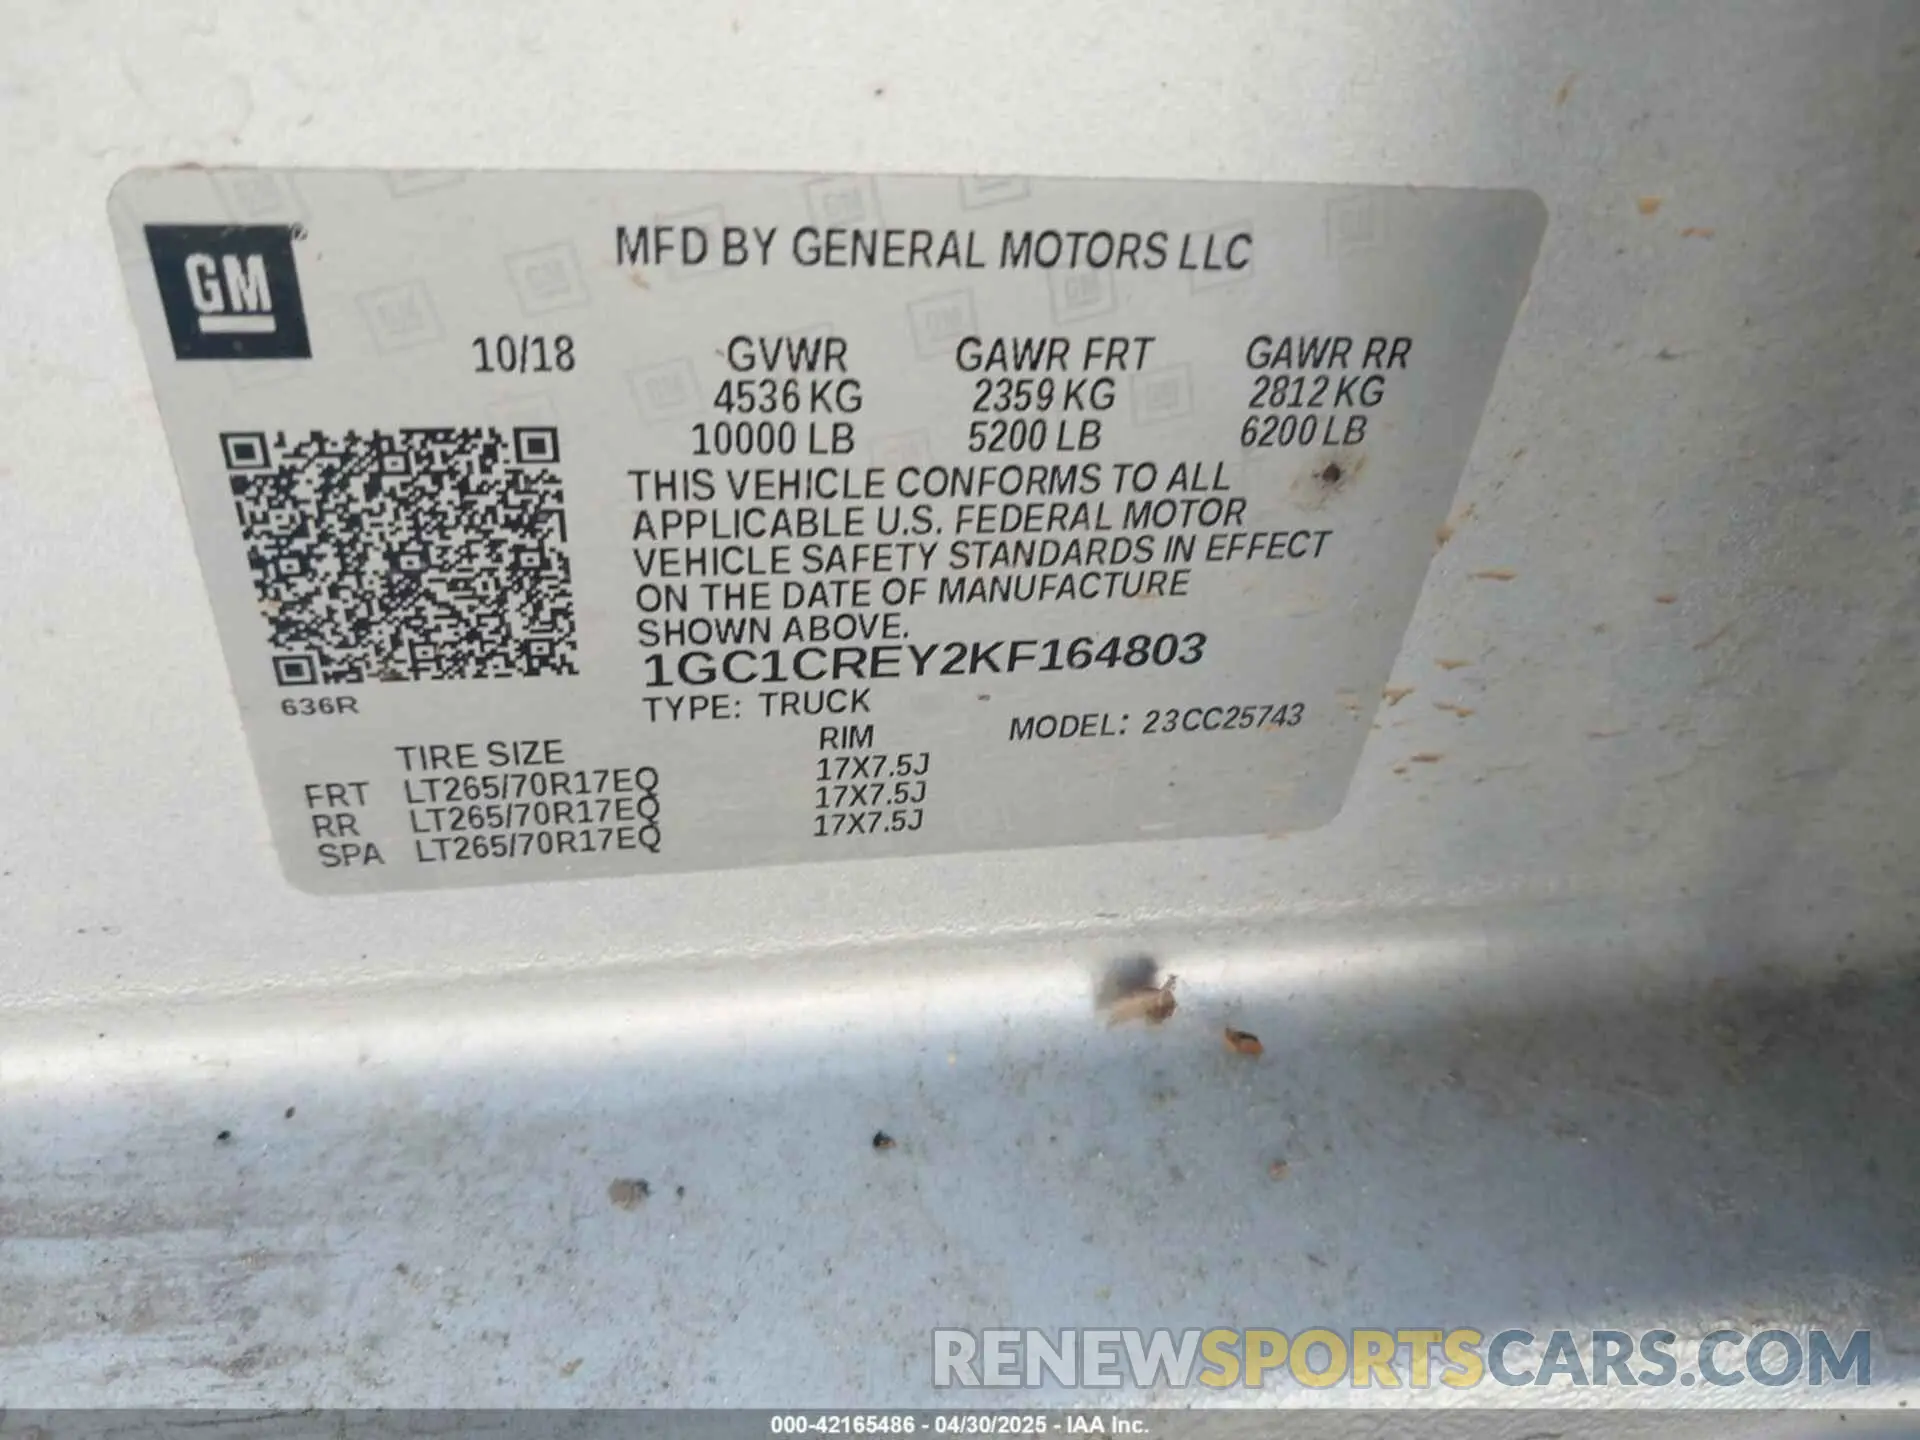 GM
MFD BY GENERAL MOTORS LLC
10/18 GVWR GAWR FRT GAWR RR
4536 KG 2359 KG 2812 KG
10000 LB 5200 LB 6200 LB
THIS VEHICLE CONFORMS TO ALL
APPLICABLE U.S. FEDERAL MOTOR
VEHICLE SAFETY STANDARDS IN EFFECT
ON THE DATE OF MANUFACTURE
SHOWN ABOVE.
1GC1CREY2KF164803
636R
TYPE: TRUCK MODEL: 23CC25743
TIRE SIZE RIM
FRT LT265/70R17EQ 17X7.5J
RR LT265/70R17EQ 17X7.5J
SPA LT265/70R17EQ 17X7.5J
RENEWSPORTSCARS.COM
000-42165486 - 04/30/2025 - IAA Inc.